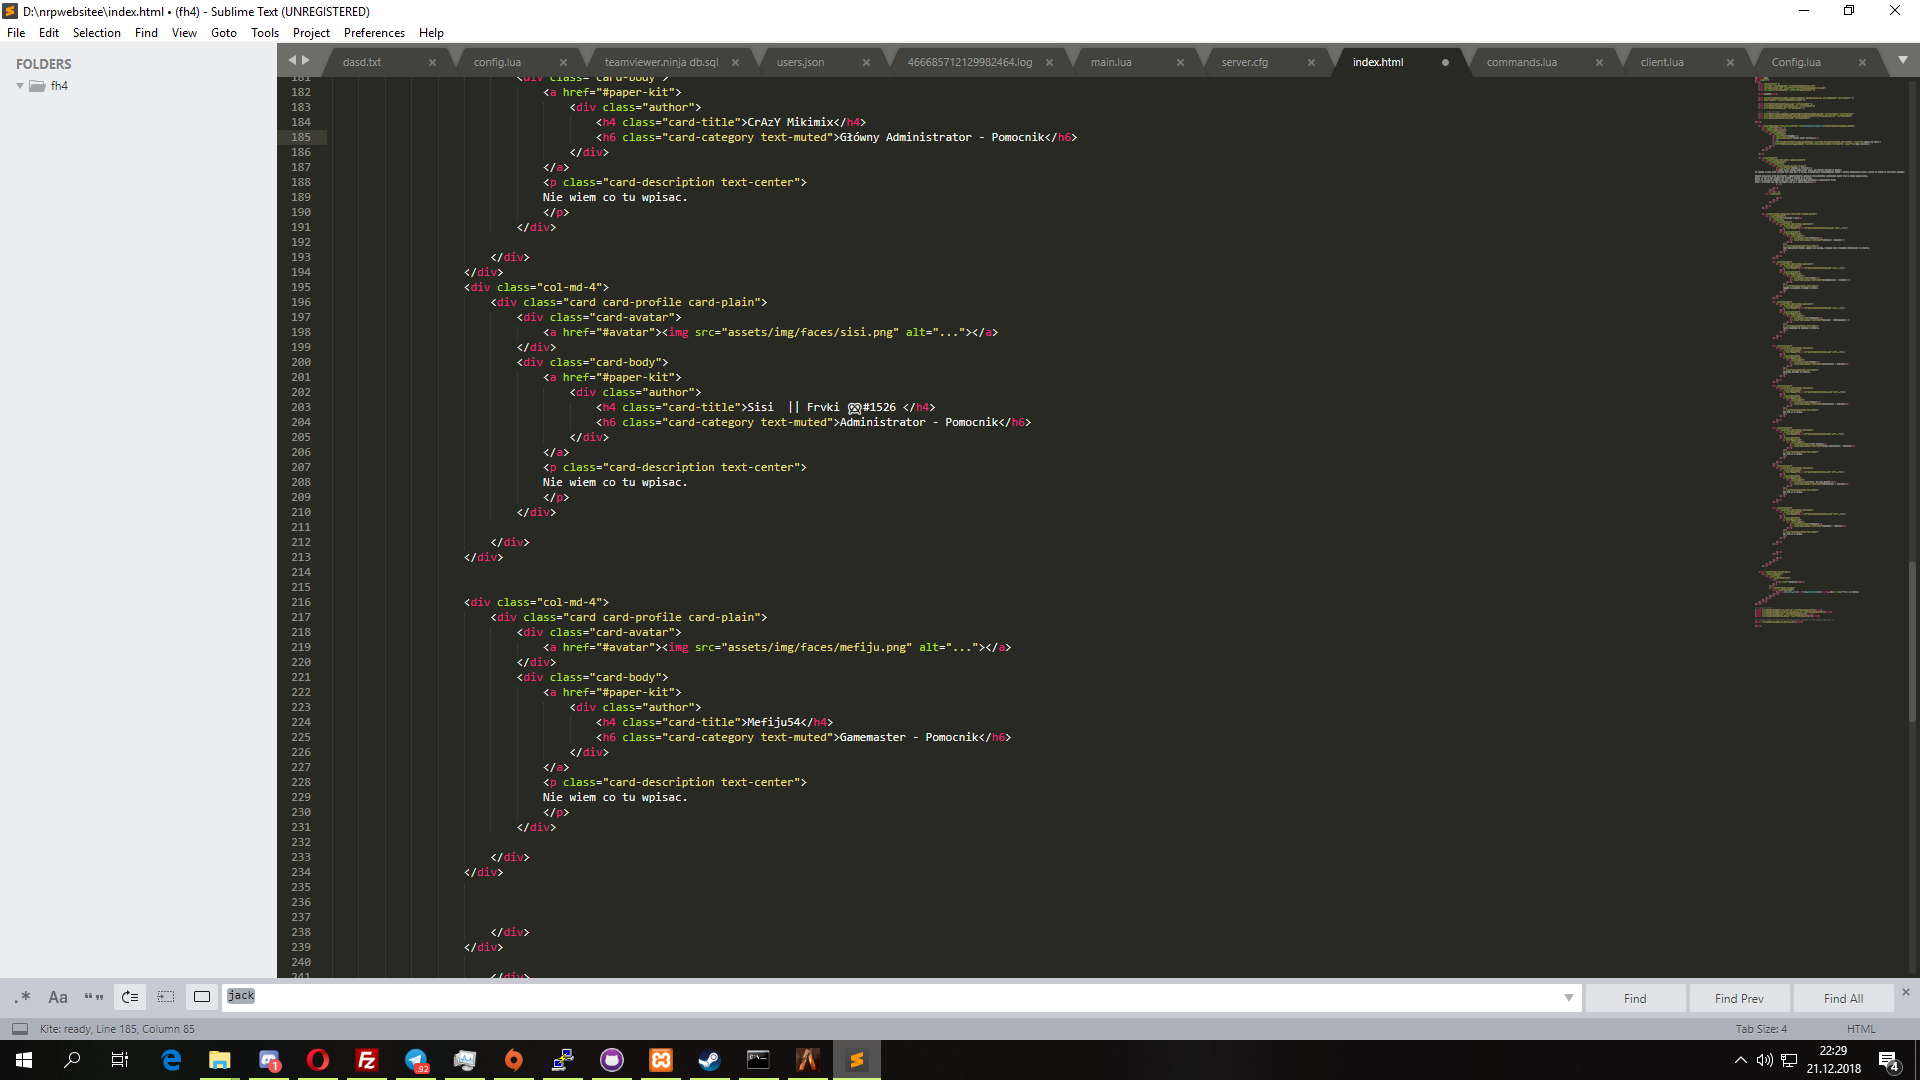 D:\nrpwebsitee\index.html • (fh4) - Sublime Text (UNREGISTERED)
File Edit Selection Find View Goto Tools Project Preferences Help
FOLDERS
fh4
dasd.txt config.lua teamviewer.ninja db.sql users.json 466685712129982464.log main.lua server.cfg index.html commands.lua client.lua Config.lua
181 <div class="card-body">
182 <a href="#paper-kit">
183 <div class="author">
184 <h4 class="card-title">CrAzY Mikimix</h4>
185 <h6 class="card-category text-muted">Główny Administrator - Pomocnik</h6>
186 </div>
187 </a>
188 <p class="card-description text-center">
189 Nie wiem co tu wpisac.
190 </p>
191 </div>
192
193 </div>
194 </div>
195 <div class="col-md-4">
196 <div class="card card-profile card-plain">
197 <div class="card-avatar">
198 <a href="#avatar"><img src="assets/img/faces/sisi.png" alt="..."></a>
199 </div>
200 <div class="card-body">
201 <a href="#paper-kit">
202 <div class="author">
203 <h4 class="card-title">Sisi || Frvki #1526 </h4>
204 <h6 class="card-category text-muted">Administrator - Pomocnik</h6>
205 </div>
206 </a>
207 <p class="card-description text-center">
208 Nie wiem co tu wpisac.
209 </p>
210 </div>
211
212 </div>
213 </div>
214
215
216 <div class="col-md-4">
217 <div class="card card-profile card-plain">
218 <div class="card-avatar">
219 <a href="#avatar"><img src="assets/img/faces/mefiju.png" alt="..."></a>
220 </div>
221 <div class="card-body">
222 <a href="#paper-kit">
223 <div class="author">
224 <h4 class="card-title">Mefiju54</h4>
225 <h6 class="card-category text-muted">Gamemaster - Pomocnik</h6>
226 </div>
227 </a>
228 <p class="card-description text-center">
229 Nie wiem co tu wpisac.
230 </p>
231 </div>
232
233 </div>
234 </div>
235
236
237
238 </div>
239 </div>
240
241 </div>
.* Aa “” jack Find Find Prev Find All
Kite: ready, Line 185, Column 85 Tab Size: 4 HTML
1 92 22:29
21.12.2018 4